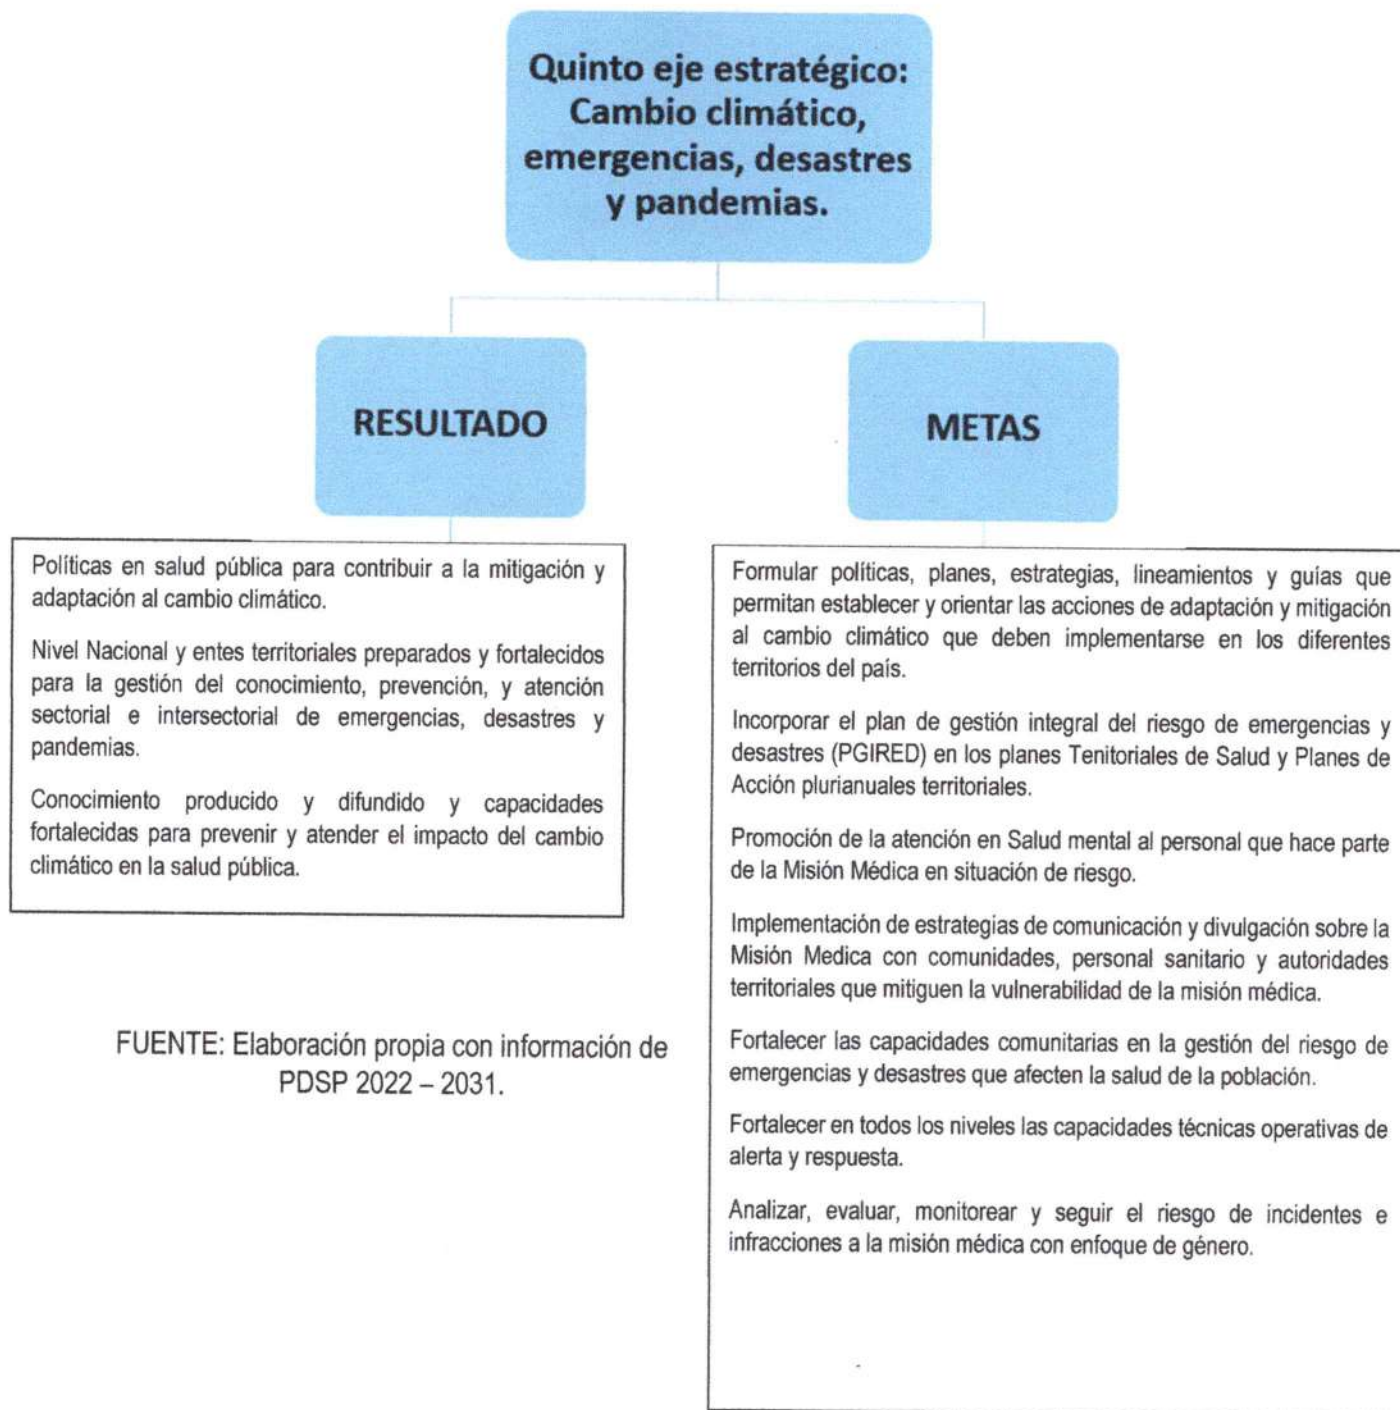 Quinto eje estratégico:
Cambio climático,
emergencias, desastres
y pandemias.
RESULTADO
METAS
Políticas en salud pública para contribuir a la mitigación y
adaptación al cambio climático.
Nivel Nacional y entes territoriales preparados y fortalecidos
para la gestión del conocimiento, prevención, y atención
sectorial e intersectorial de emergencias, desastres y
pandemias.
Conocimiento producido y difundido y capacidades
fortalecidas para prevenir y atender el impacto del cambio
climático en la salud pública.
FUENTE: Elaboración propia con información de
PDSP 2022 – 2031.
Formular políticas, planes, estrategias, lineamientos y guías que
permitan establecer y orientar las acciones de adaptación y mitigación
al cambio climático que deben implementarse en los diferentes
territorios del país.
Incorporar el plan de gestión integral del riesgo de emergencias y
desastres (PGIRED) en los planes Tenitoriales de Salud y Planes de
Acción plurianuales territoriales.
Promoción de la atención en Salud mental al personal que hace parte
de la Misión Médica en situación de riesgo.
Implementación de estrategias de comunicación y divulgación sobre la
Misión Medica con comunidades, personal sanitario y autoridades
territoriales que mitiguen la vulnerabilidad de la misión médica.
Fortalecer las capacidades comunitarias en la gestión del riesgo de
emergencias y desastres que afecten la salud de la población.
Fortalecer en todos los niveles las capacidades técnicas operativas de
alerta y respuesta.
Analizar, evaluar, monitorear y seguir el riesgo de incidentes e
infracciones a la misión médica con enfoque de género.